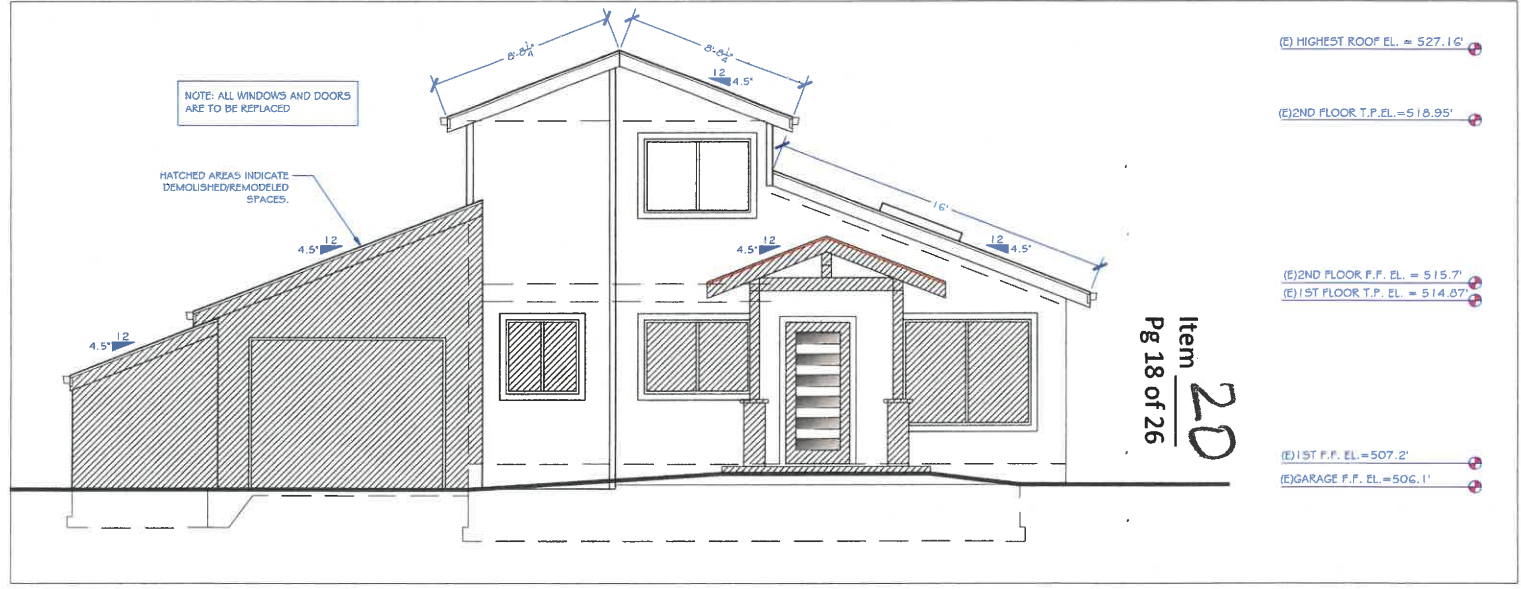 8'-8¼"
8'-8¼"
(E) HIGHEST ROOF EL. = 527.16'
12
4.5"
NOTE: ALL WINDOWS AND DOORS
ARE TO BE REPLACED
(E)2ND FLOOR T.P.EL.=518.95'
HATCHED AREAS INDICATE
DEMOLISHED/REMODELED
SPACES.
16'
12
4.5"
12
4.5"
12
4.5"
(E)2ND FLOOR F.F. EL. = 515.7'
(E)1ST FLOOR T.P. EL. = 514.87'
12
4.5"
Item 20
Pg 18 of 26
(E)1ST F.F. EL.=507.2'
(E)GARAGE F.F. EL.=506.1'